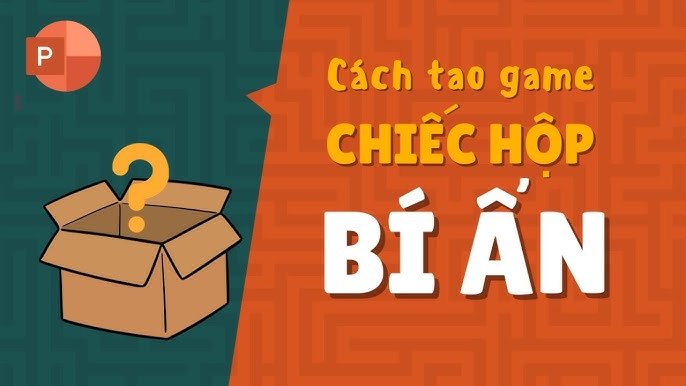 P
Cách tao game
CHIẾC HỘP
BÍ ẨN
?